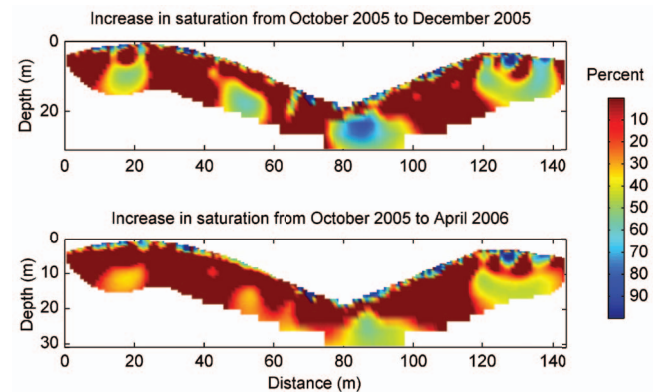 Increase in saturation from October 2005 to December 2005
0
20
Depth (m)
0 20 40 60 80 100 120 140
Percent
10
20
30
40
50
60
70
80
90
Increase in saturation from October 2005 to April 2006
0
10
20
30
Depth (m)
0 20 40 60 80 100 120 140
Distance (m)